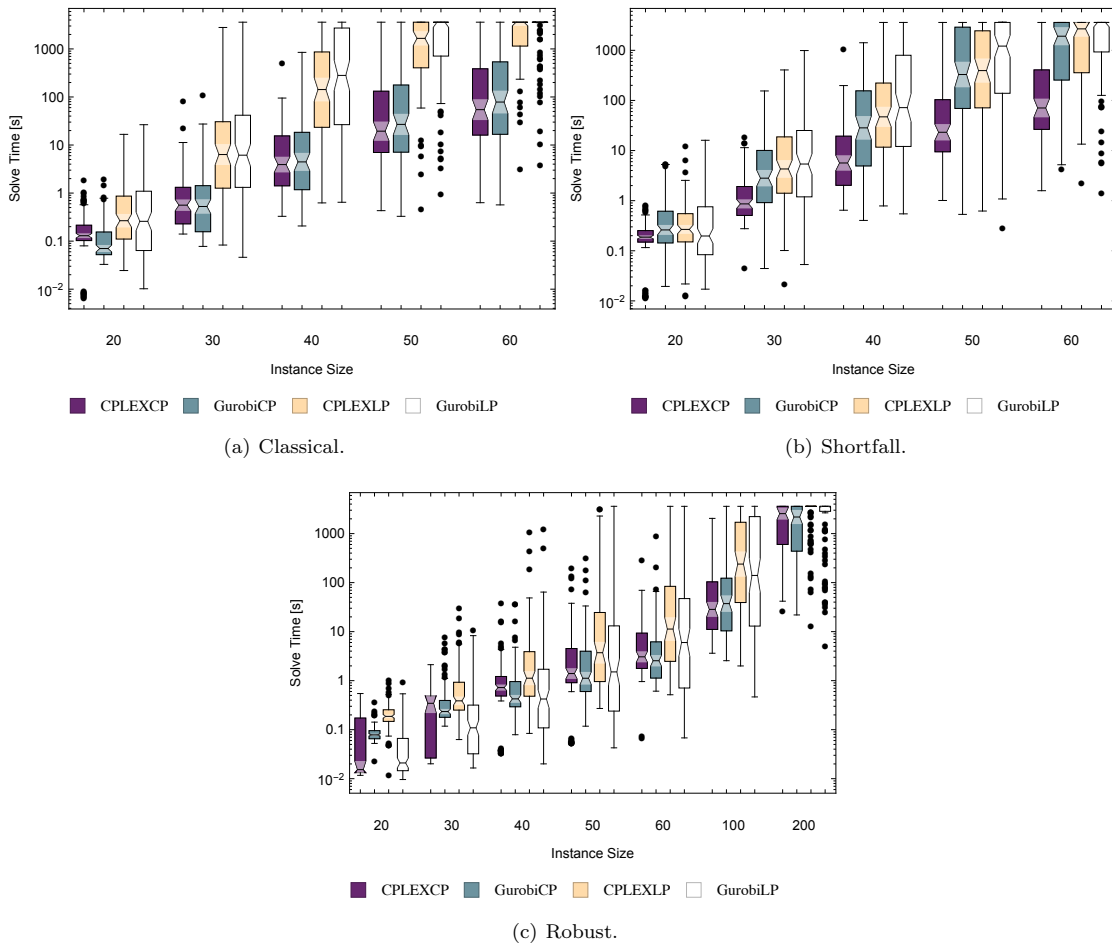 1000
100
10
1
0.1
10⁻²
Solve Time [s]
20 30 40 50 60
Instance Size
CPLEXCP GurobiCP CPLEXLP GurobiLP
(a) Classical.
1000
100
10
1
0.1
10⁻²
Solve Time [s]
20 30 40 50 60
Instance Size
CPLEXCP GurobiCP CPLEXLP GurobiLP
(b) Shortfall.
1000
100
10
1
0.1
10⁻²
Solve Time [s]
20 30 40 50 60 100 200
Instance Size
CPLEXCP GurobiCP CPLEXLP GurobiLP
(c) Robust.